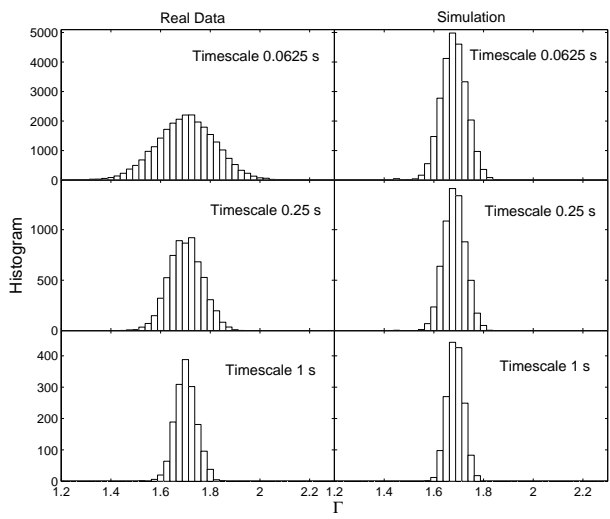 Real Data
Simulation
5000
4000
3000
2000
1000
0
Timescale 0.0625 s
Timescale 0.0625 s
1000
500
0
Timescale 0.25 s
Timescale 0.25 s
Histogram
400
300
200
100
0
Timescale 1 s
Timescale 1 s
1.2 1.4 1.6 1.8 2 2.2 1.2 1.4 1.6 1.8 2 2.2
Γ